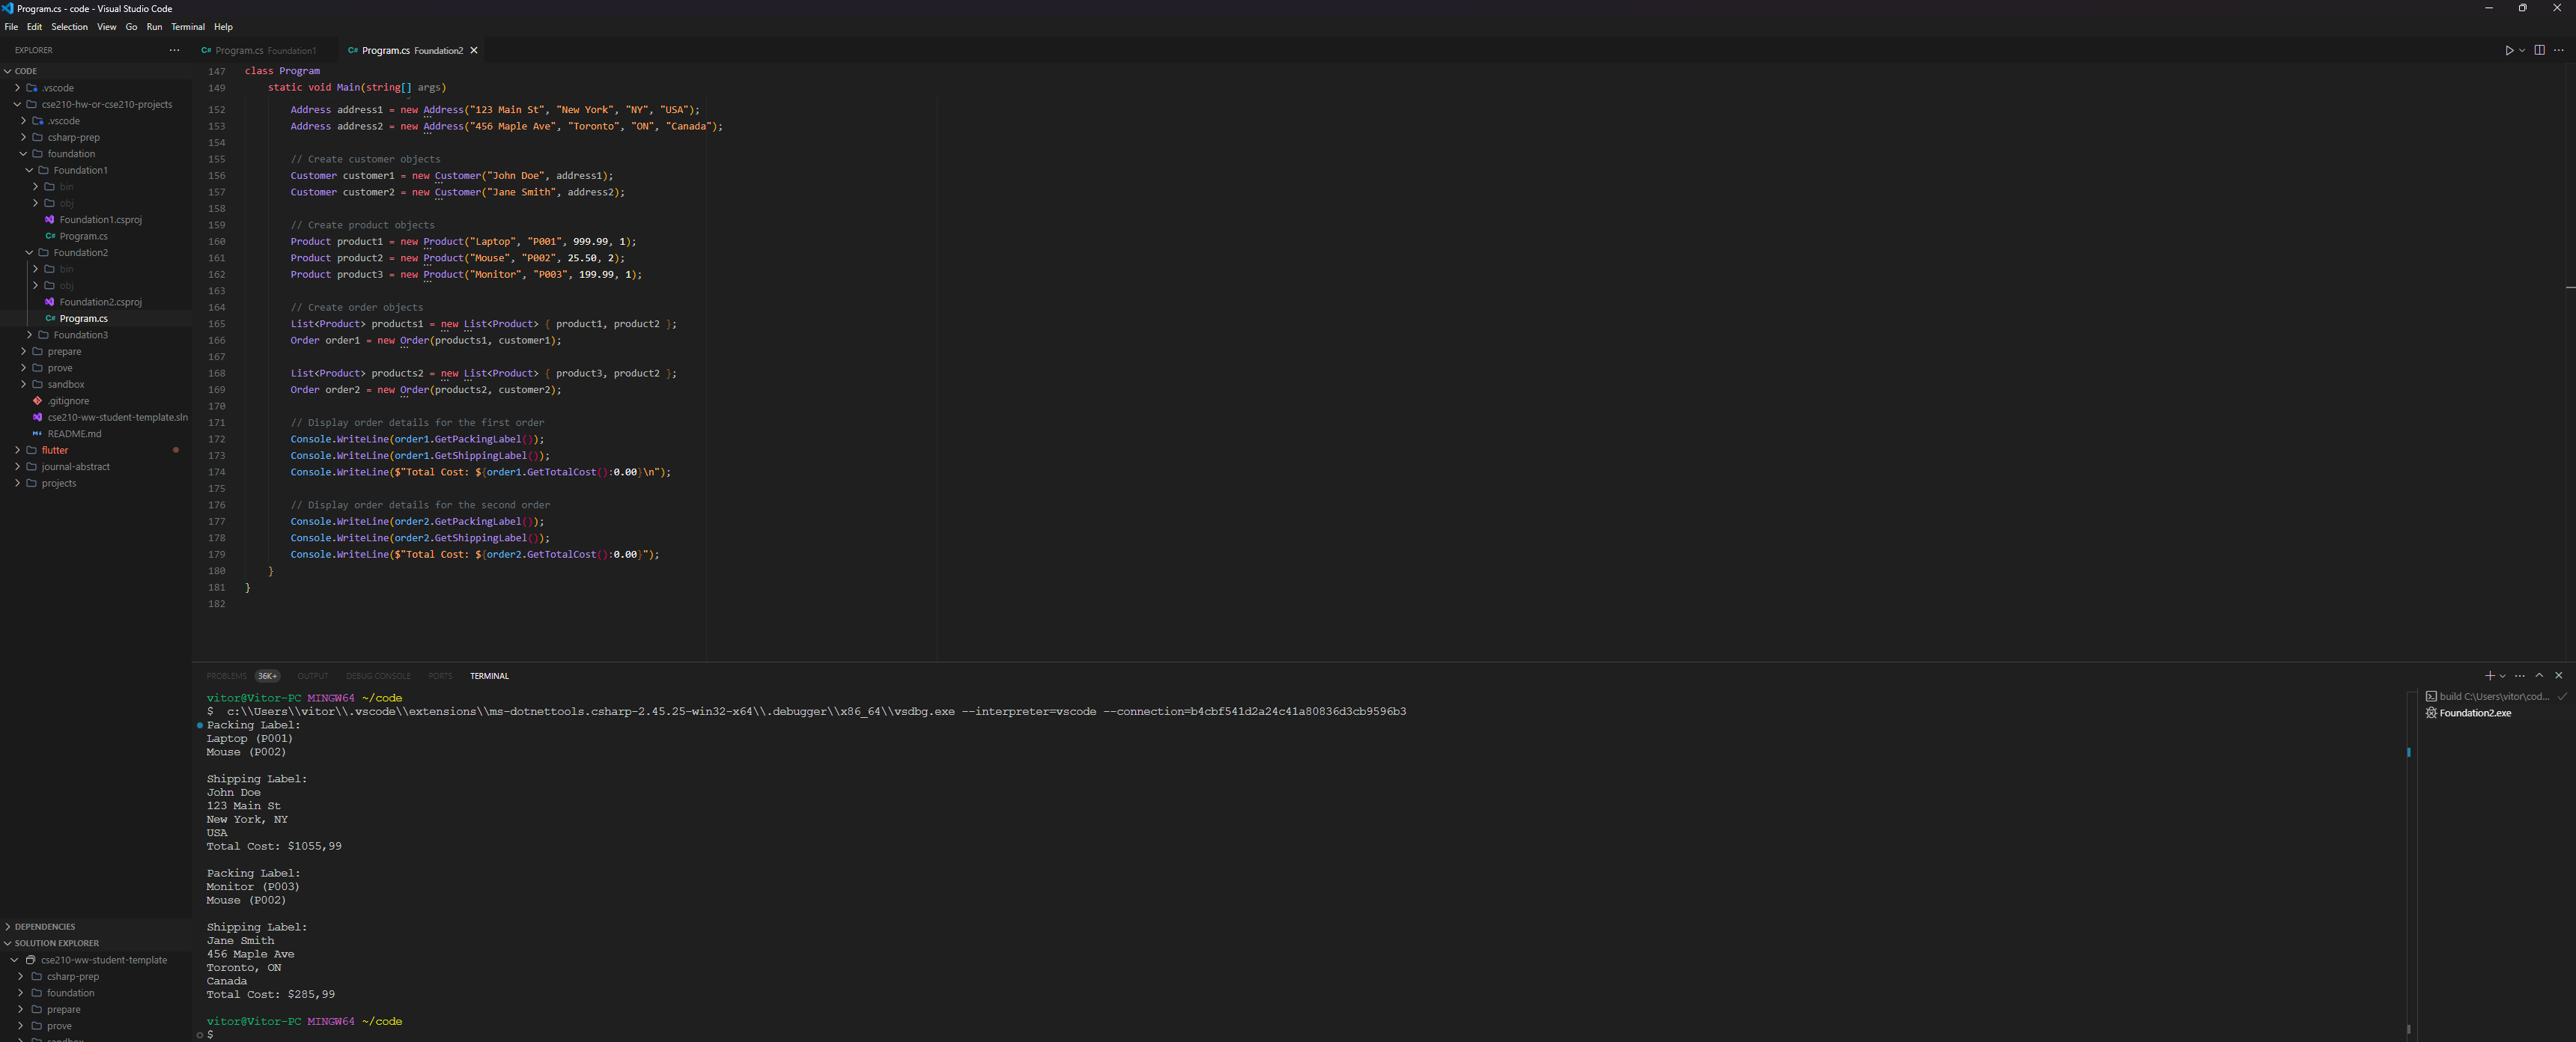 Program.cs - code - Visual Studio Code
File Edit Selection View Go Run Terminal Help
EXPLORER
CODE
.vscode
cse210-hw-or-cse210-projects
.vscode
csharp-prep
foundation
Foundation1
bin
obj
Foundation1.csproj
C# Program.cs
Foundation2
bin
obj
Foundation2.csproj
C# Program.cs
Foundation3
prepare
prove
sandbox
.gitignore
cse210-ww-student-template.sln
README.md
flutter
journal-abstract
projects
DEPENDENCIES
SOLUTION EXPLORER
cse210-ww-student-template
csharp-prep
foundation
prepare
prove
sandbox
C# Program.cs Foundation1 C# Program.cs Foundation2
147 class Program
149 static void Main(string[] args)
152 Address address1 = new Address("123 Main St", "New York", "NY", "USA");
153 Address address2 = new Address("456 Maple Ave", "Toronto", "ON", "Canada");
154
155 // Create customer objects
156 Customer customer1 = new Customer("John Doe", address1);
157 Customer customer2 = new Customer("Jane Smith", address2);
158
159 // Create product objects
160 Product product1 = new Product("Laptop", "P001", 999.99, 1);
161 Product product2 = new Product("Mouse", "P002", 25.50, 2);
162 Product product3 = new Product("Monitor", "P003", 199.99, 1);
163
164 // Create order objects
165 List<Product> products1 = new List<Product> { product1, product2 };
166 Order order1 = new Order(products1, customer1);
167
168 List<Product> products2 = new List<Product> { product3, product2 };
169 Order order2 = new Order(products2, customer2);
170
171 // Display order details for the first order
172 Console.WriteLine(order1.GetPackingLabel());
173 Console.WriteLine(order1.GetShippingLabel());
174 Console.WriteLine($"Total Cost: ${order1.GetTotalCost():0.00}\n");
175
176 // Display order details for the second order
177 Console.WriteLine(order2.GetPackingLabel());
178 Console.WriteLine(order2.GetShippingLabel());
179 Console.WriteLine($"Total Cost: ${order2.GetTotalCost():0.00}");
180 }
181 }
182
PROBLEMS 36K+ OUTPUT DEBUG CONSOLE PORTS TERMINAL
vitor@Vitor-PC MINGW64 ~/code
$ c:\\Users\\vitor\\.vscode\\extensions\\ms-dotnettools.csharp-2.45.25-win32-x64\\.debugger\\x86_64\\vsdbg.exe --interpreter=vscode --connection=b4cbf541d2a24c41a80836d3cb9596b3
Packing Label:
Laptop (P001)
Mouse (P002)

Shipping Label:
John Doe
123 Main St
New York, NY
USA
Total Cost: $1055,99

Packing Label:
Monitor (P003)
Mouse (P002)

Shipping Label:
Jane Smith
456 Maple Ave
Toronto, ON
Canada
Total Cost: $285,99

vitor@Vitor-PC MINGW64 ~/code
$
build C:\Users\vitor\cod...
Foundation2.exe